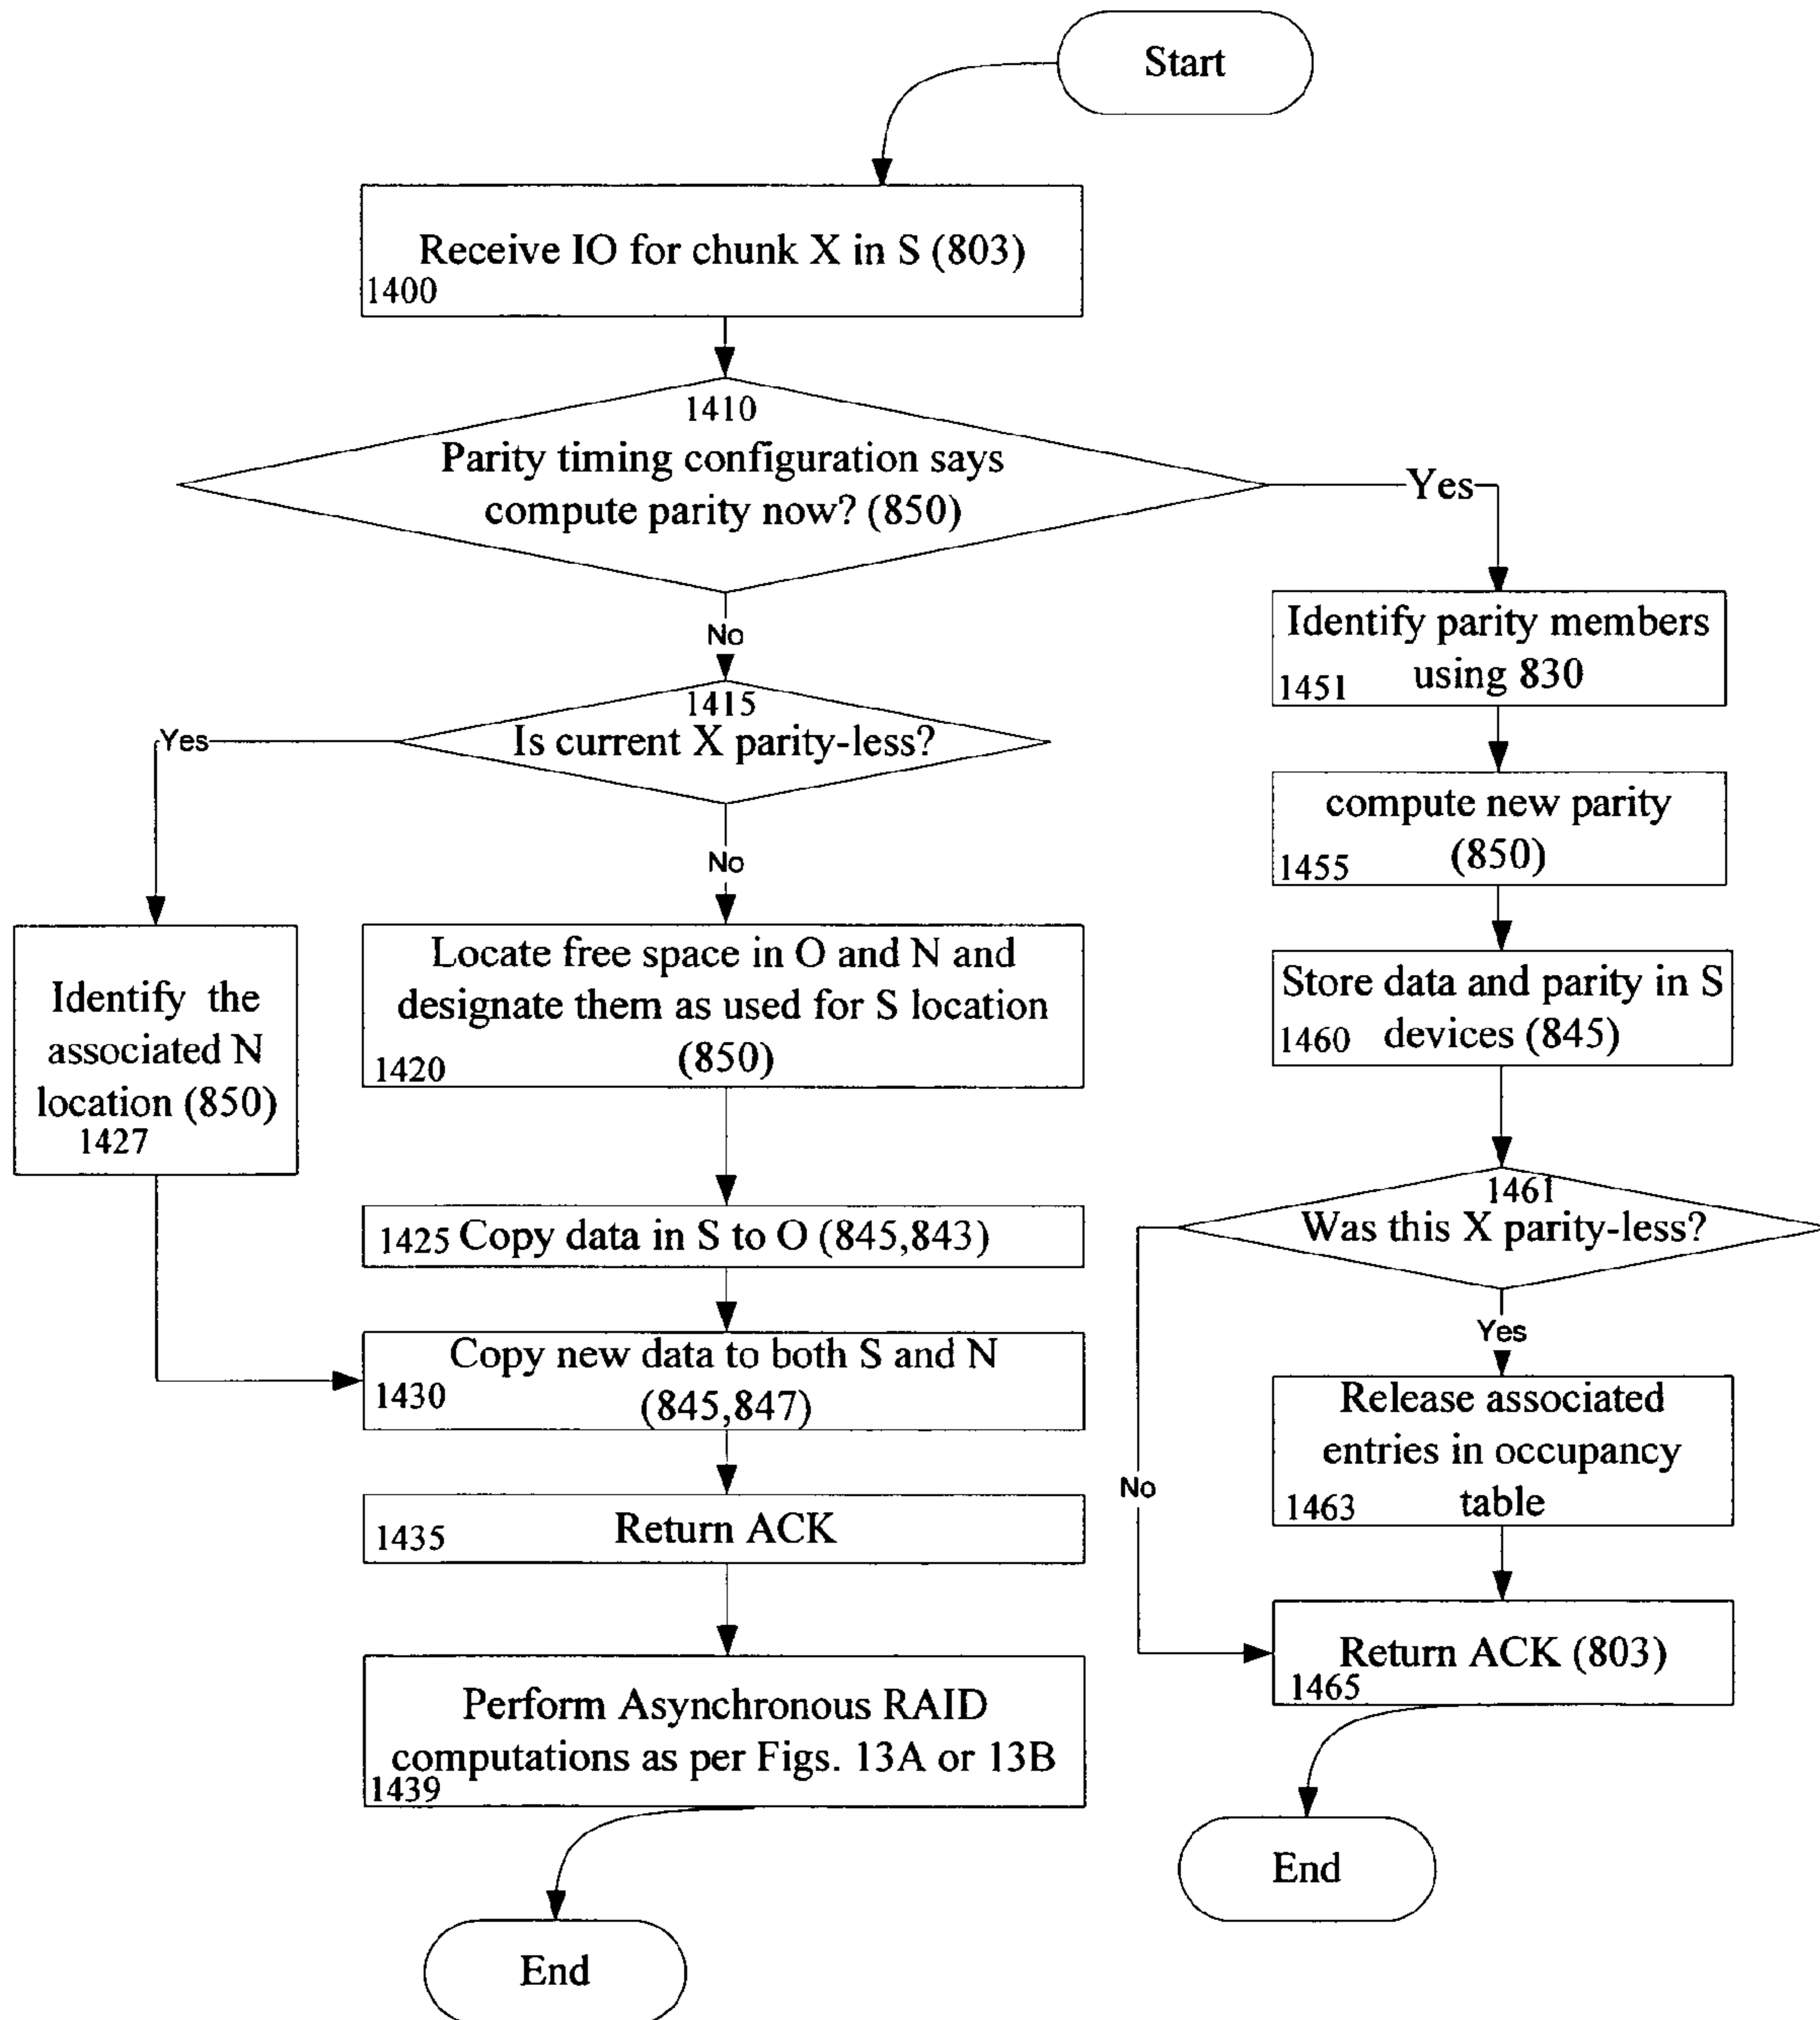 Start
Receive IO for chunk X in S (803)
1400
1410
Parity timing configuration says
compute parity now? (850)
Yes
No
1415
Is current X parity-less?
Yes
No
Identify the
associated N
location (850)
1427
Locate free space in O and N and
designate them as used for S location
(850)
1420
1425 Copy data in S to O (845,843)
Copy new data to both S and N
(845,847)
1430
Return ACK
1435
Perform Asynchronous RAID
computations as per Figs. 13A or 13B
1439
End
Identify parity members
using 830
1451
compute new parity
(850)
1455
Store data and parity in S
devices (845)
1460
1461
Was this X parity-less?
Yes
No
Release associated
entries in occupancy
table
1463
Return ACK (803)
1465
End